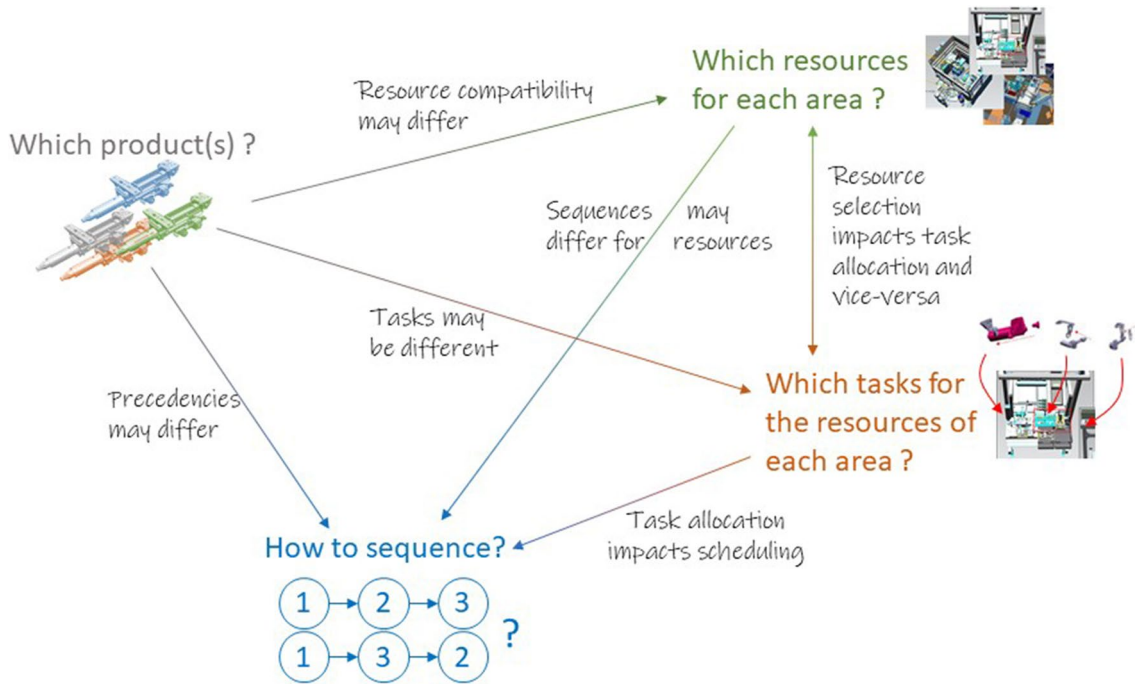 Which resources
for each area ?
Resource compatibility
may differ
Which product(s) ?
Resource
selection
impacts task
allocation and
vice-versa
Sequences may
differ for resources
Tasks may
be different
Which tasks for
the resources of
each area ?
Precedencies
may differ
Task allocation
impacts scheduling
How to sequence?
1 2 3
?
1 3 2